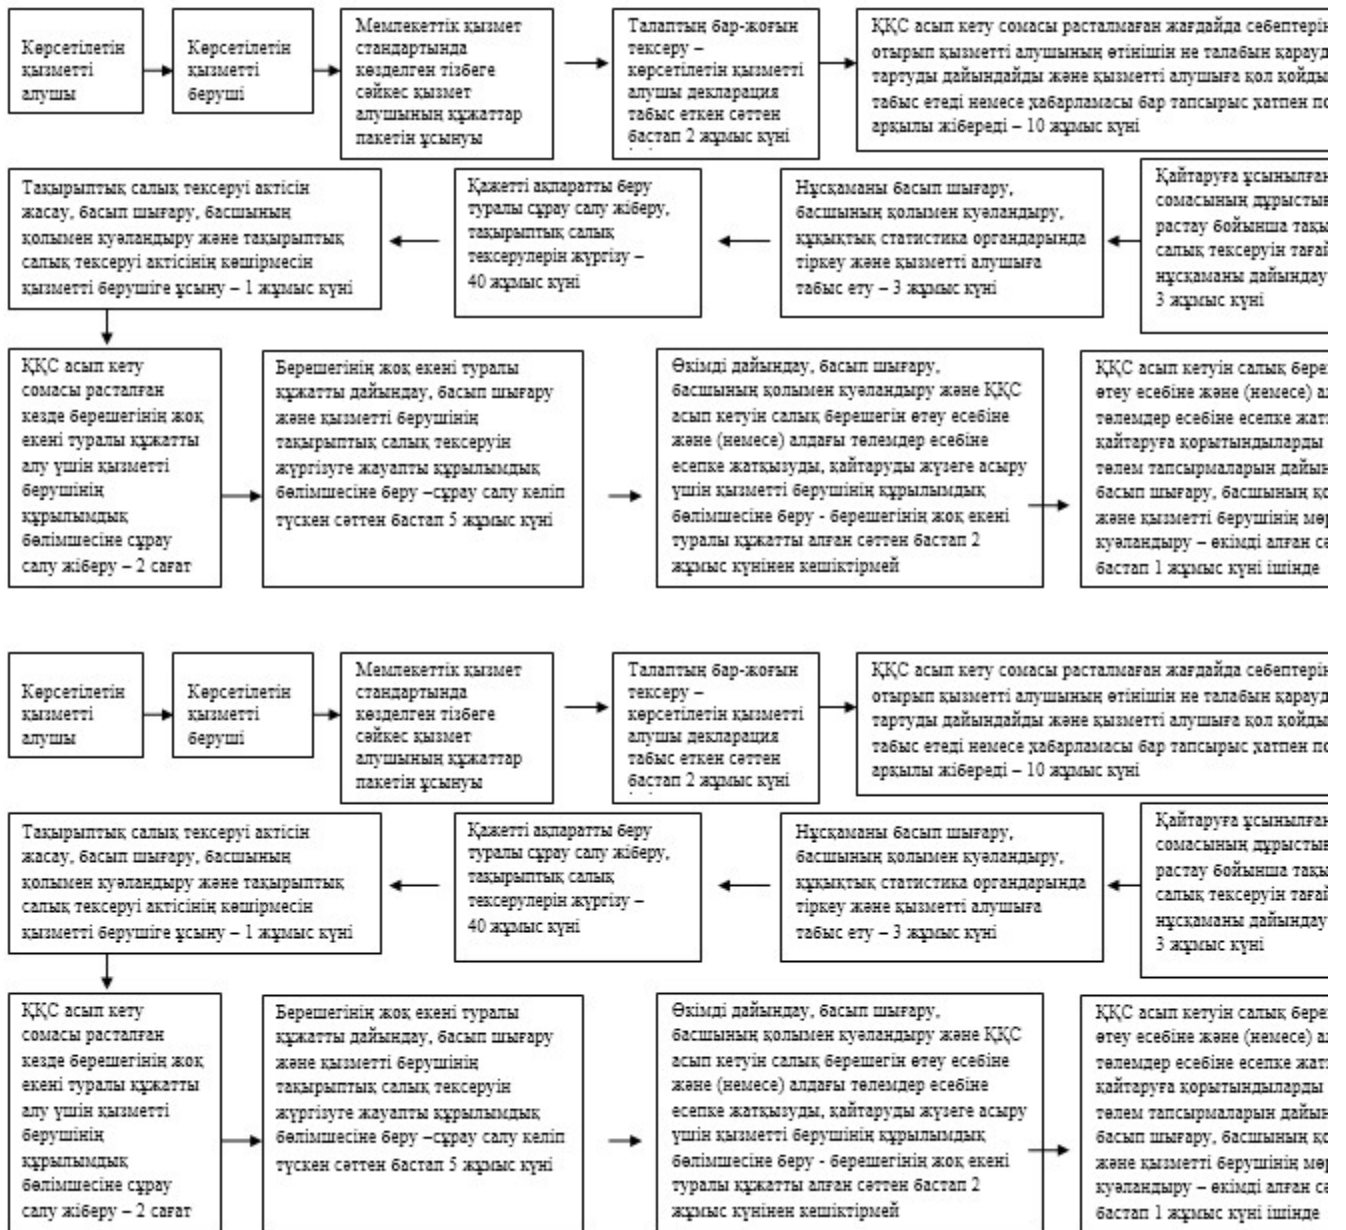 Көрсетілетін
қызметті
алушы
Көрсетілетін
қызметті
беруші
Мемлекеттік қызмет
стандартында
көзделген тізбеге
сәйкес қызмет
алушының құжаттар
пакетін ұсынуы
Талаптың бар-жоғын
тексеру –
көрсетілетін қызметті
алушы декларация
табыс еткен сәттен
бастап 2 жұмыс күні
ҚҚС асып кету сомасы расталмаған жағдайда себептерін
отырып қызметті алушының өтінішін не талабын қарауд
тартуды дайындайды және қызметті алушыға қол қойды
табыс етеді немесе хабарламасы бар тапсырыс хатпен по
арқылы жібереді – 10 жұмыс күні
Тақырыптық салық тексеруі актісін
жасау, басып шығару, басшының
қолымен куәландыру және тақырыптық
салық тексеруі актісінің көшірмесін
қызметті берушіге ұсыну – 1 жұмыс күні
Қажетті ақпаратты беру
туралы сұрау салу жіберу,
тақырыптық салық
тексерулерін жүргізу –
40 жұмыс күні
Нұсқаманы басып шығару,
басшының қолымен куәландыру,
құқықтық статистика органдарында
тіркеу және қызметті алушыға
табыс ету – 3 жұмыс күні
Қайтаруға ұсынылған
сомасының дұрыстығ
растау бойынша тақы
салық тексеруін тағай
нұсқаманы дайындау
3 жұмыс күні
ҚҚС асып кету
сомасы расталған
кезде берешегінің жоқ
екені туралы құжатты
алу үшін қызметті
берушінің
құрылымдық
бөлімшесіне сұрау
салу жіберу – 2 сағат
Берешегінің жоқ екені туралы
құжатты дайындау, басып шығару
және қызметті берушінің
тақырыптық салық тексеруін
жүргізуге жауапты құрылымдық
бөлімшесіне беру –сұрау салу келіп
түскен сәттен бастап 5 жұмыс күні
Өкімді дайындау, басып шығару,
басшының қолымен куәландыру және ҚҚС
асып кетуін салық берешегін өтеу есебіне
және (немесе) алдағы төлемдер есебіне
есепке жатқызуды, қайтаруды жүзеге асыру
үшін қызметті берушінің құрылымдық
бөлімшесіне беру - берешегінің жоқ екені
туралы құжатты алған сәттен бастап 2
жұмыс күнінен кешіктірмей
ҚҚС асып кетуін салық бере
өтеу есебіне және (немесе) ал
төлемдер есебіне есепке жат
қайтаруға қорытындыларды
төлем тапсырмаларын дайын
басып шығару, басшының қо
және қызметті берушінің мөр
куәландыру – өкімді алған сә
бастап 1 жұмыс күні ішінде
Көрсетілетін
қызметті
алушы
Көрсетілетін
қызметті
беруші
Мемлекеттік қызмет
стандартында
көзделген тізбеге
сәйкес қызмет
алушының құжаттар
пакетін ұсынуы
Талаптың бар-жоғын
тексеру –
көрсетілетін қызметті
алушы декларация
табыс еткен сәттен
бастап 2 жұмыс күні
ҚҚС асып кету сомасы расталмаған жағдайда себептерін
отырып қызметті алушының өтінішін не талабын қарауд
тартуды дайындайды және қызметті алушыға қол қойды
табыс етеді немесе хабарламасы бар тапсырыс хатпен по
арқылы жібереді – 10 жұмыс күні
Тақырыптық салық тексеруі актісін
жасау, басып шығару, басшының
қолымен куәландыру және тақырыптық
салық тексеруі актісінің көшірмесін
қызметті берушіге ұсыну – 1 жұмыс күні
Қажетті ақпаратты беру
туралы сұрау салу жіберу,
тақырыптық салық
тексерулерін жүргізу –
40 жұмыс күні
Нұсқаманы басып шығару,
басшының қолымен куәландыру,
құқықтық статистика органдарында
тіркеу және қызметті алушыға
табыс ету – 3 жұмыс күні
Қайтаруға ұсынылған
сомасының дұрыстығ
растау бойынша тақы
салық тексеруін тағай
нұсқаманы дайындау
3 жұмыс күні
ҚҚС асып кету
сомасы расталған
кезде берешегінің жоқ
екені туралы құжатты
алу үшін қызметті
берушінің
құрылымдық
бөлімшесіне сұрау
салу жіберу – 2 сағат
Берешегінің жоқ екені туралы
құжатты дайындау, басып шығару
және қызметті берушінің
тақырыптық салық тексеруін
жүргізуге жауапты құрылымдық
бөлімшесіне беру –сұрау салу келіп
түскен сәттен бастап 5 жұмыс күні
Өкімді дайындау, басып шығару,
басшының қолымен куәландыру және ҚҚС
асып кетуін салық берешегін өтеу есебіне
және (немесе) алдағы төлемдер есебіне
есепке жатқызуды, қайтаруды жүзеге асыру
үшін қызметті берушінің құрылымдық
бөлімшесіне беру - берешегінің жоқ екені
туралы құжатты алған сәттен бастап 2
жұмыс күнінен кешіктірмей
ҚҚС асып кетуін салық бере
өтеу есебіне және (немесе) ал
төлемдер есебіне есепке жат
қайтаруға қорытындыларды
төлем тапсырмаларын дайын
басып шығару, басшының қо
және қызметті берушінің мөр
куәландыру – өкімді алған сә
бастап 1 жұмыс күні ішінде